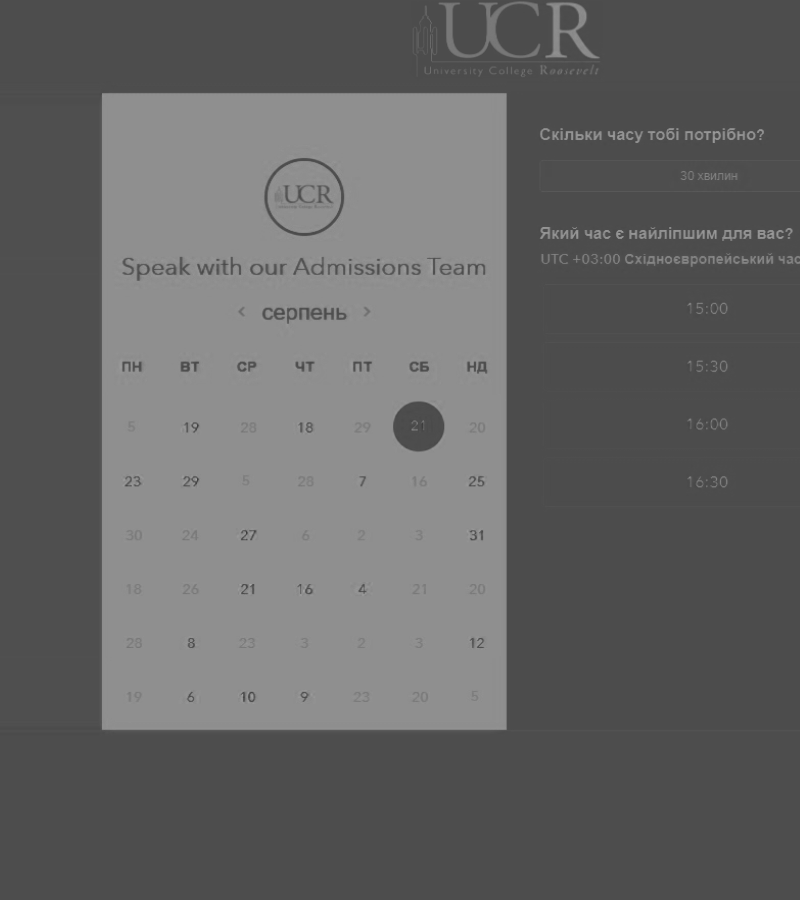 UCR
University College Roosevelt
UCR
Speak with our Admissions Team
серпень
ПН ВТ СР ЧТ ПТ СБ НД
5 19 28 18 29 21 20
23 29 5 28 7 16 25
30 24 27 6 2 3 31
18 26 21 16 4 21 20
28 8 23 3 2 3 12
19 6 10 9 23 20 5
Скільки часу тобі потрібно?
30 хвилин
Який час є найліпшим для вас?
UTC +03:00 Східноєвропейський час
15:00
15:30
16:00
16:30